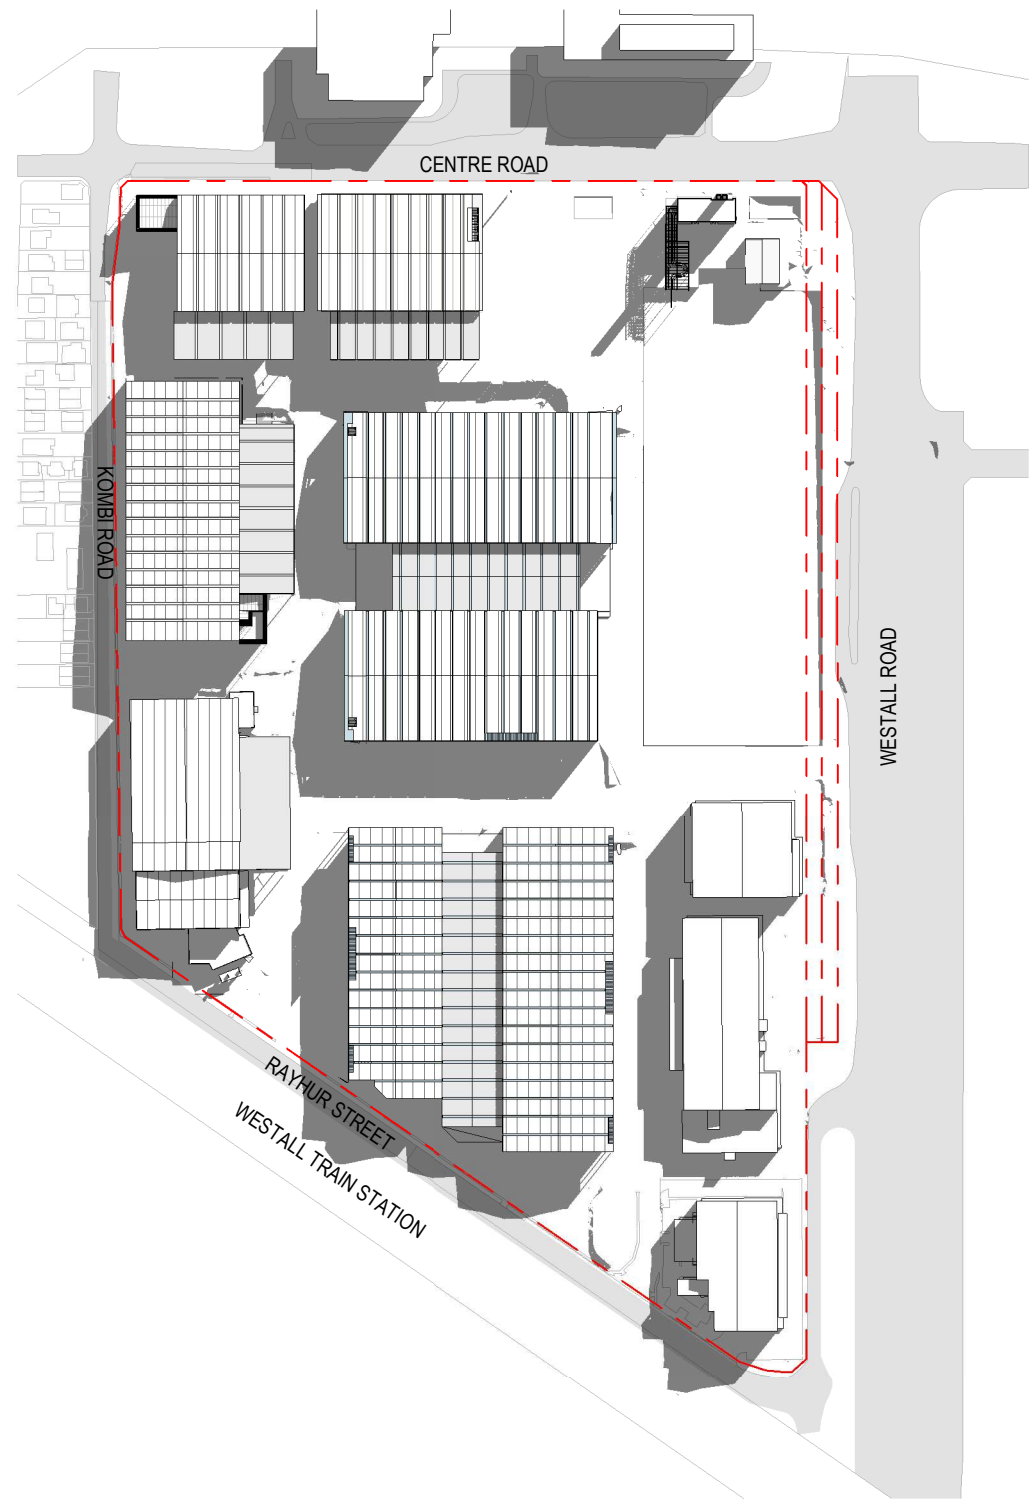 CENTRE ROAD
KOMBI ROAD
WESTALL ROAD
RAYHUR STREET
WESTALL TRAIN STATION